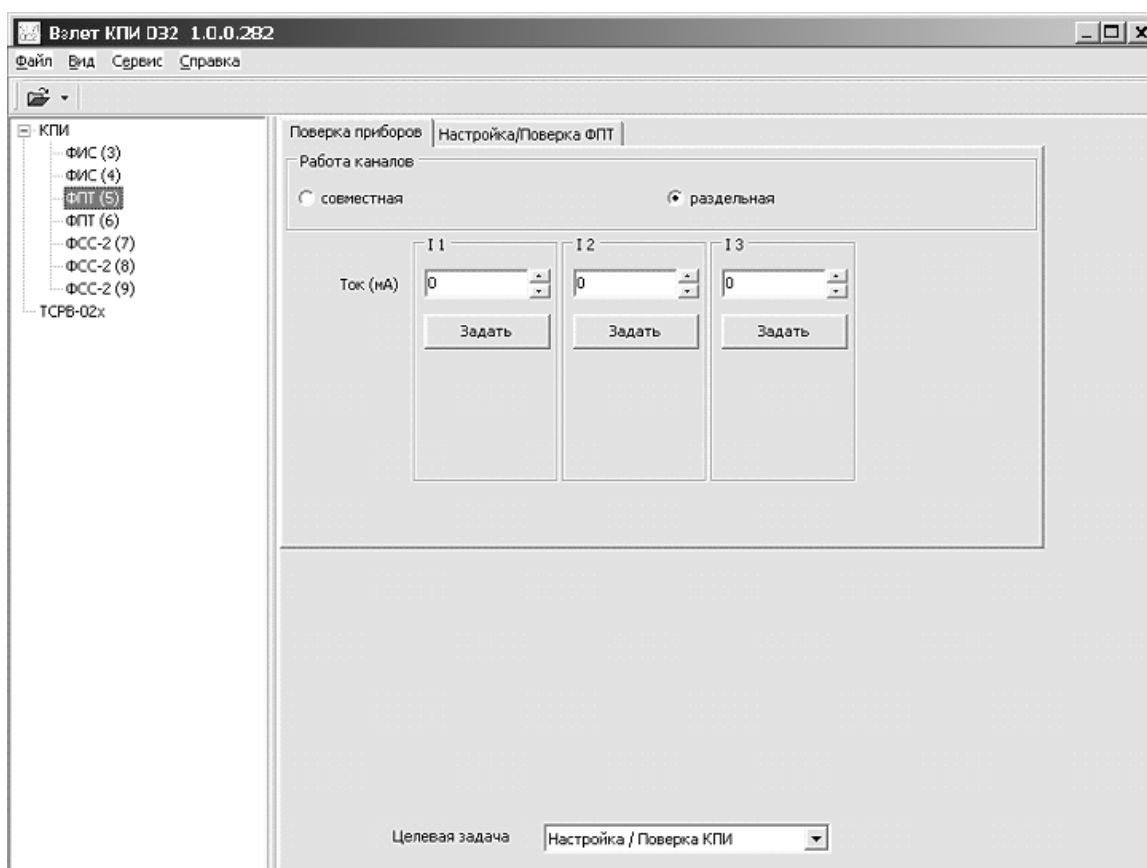 Взлет КПИ D32 1.0.0.282
Файл Вид Сервис Справка
КПИ
ФИС (3)
ФИС (4)
ФПТ (5)
ФПТ (6)
ФСС-2 (7)
ФСС-2 (8)
ФСС-2 (9)
ТСРВ-02х
Поверка приборов Настройка/Поверка ФПТ
Работа каналов
совместная раздельная
I 1 I 2 I 3
Ток (мА) 0 0 0
Задать Задать Задать
Целевая задача Настройка / Поверка КПИ